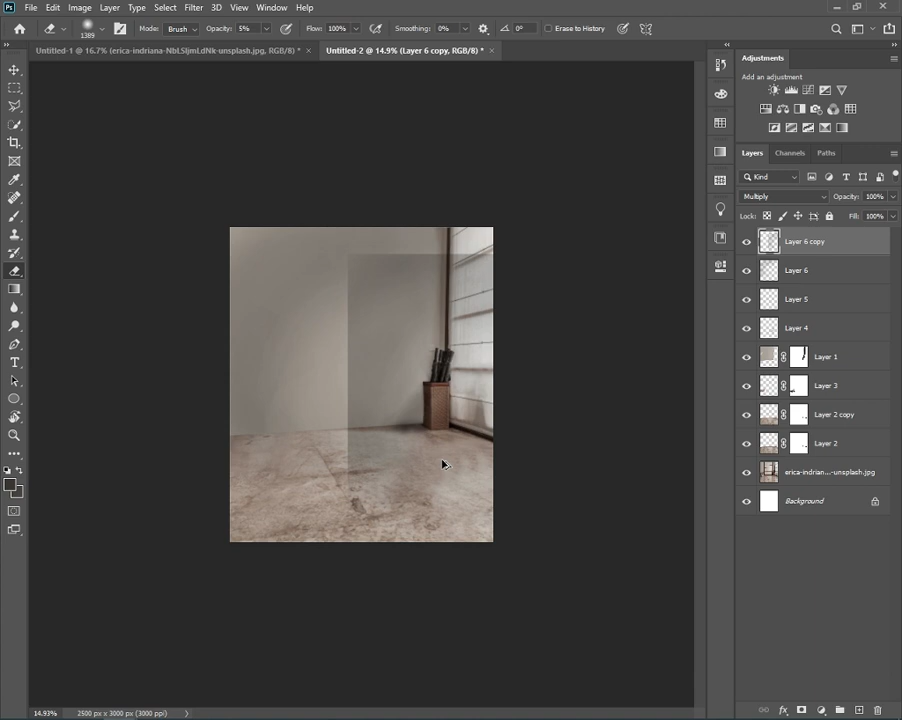 Ps File Edit Image Layer Type Select Filter 3D View Window Help
1389 Mode: Brush Opacity: 5% Flow: 100% Smoothing: 0% 0° Erase to History
Untitled-1 @ 16.7% (erica-indriana-NbLSljmLdNk-unsplash.jpg, RGB/8) * × Untitled-2 @ 14.9% (Layer 6 copy, RGB/8) * ×
Adjustments
Add an adjustment
Layers Channels Paths
Kind
Multiply Opacity: 100%
Lock: Fill: 100%
Layer 6 copy
Layer 6
Layer 5
Layer 4
Layer 1
Layer 3
Layer 2 copy
Layer 2
erica-indrian...-unsplash.jpg
Background
14.93% 2500 px x 3000 px (3000 ppi)